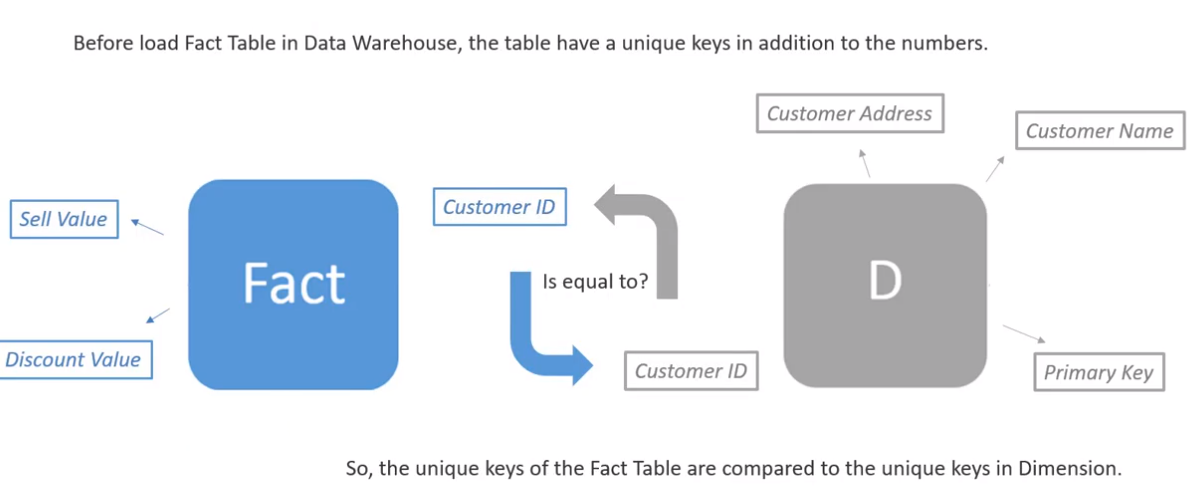 Before load Fact Table in Data Warehouse, the table have a unique keys in addition to the numbers.
Customer Address
Customer Name
Sell Value
Customer ID
Fact
Is equal to?
D
Discount Value
Customer ID
Primary Key
So, the unique keys of the Fact Table are compared to the unique keys in Dimension.